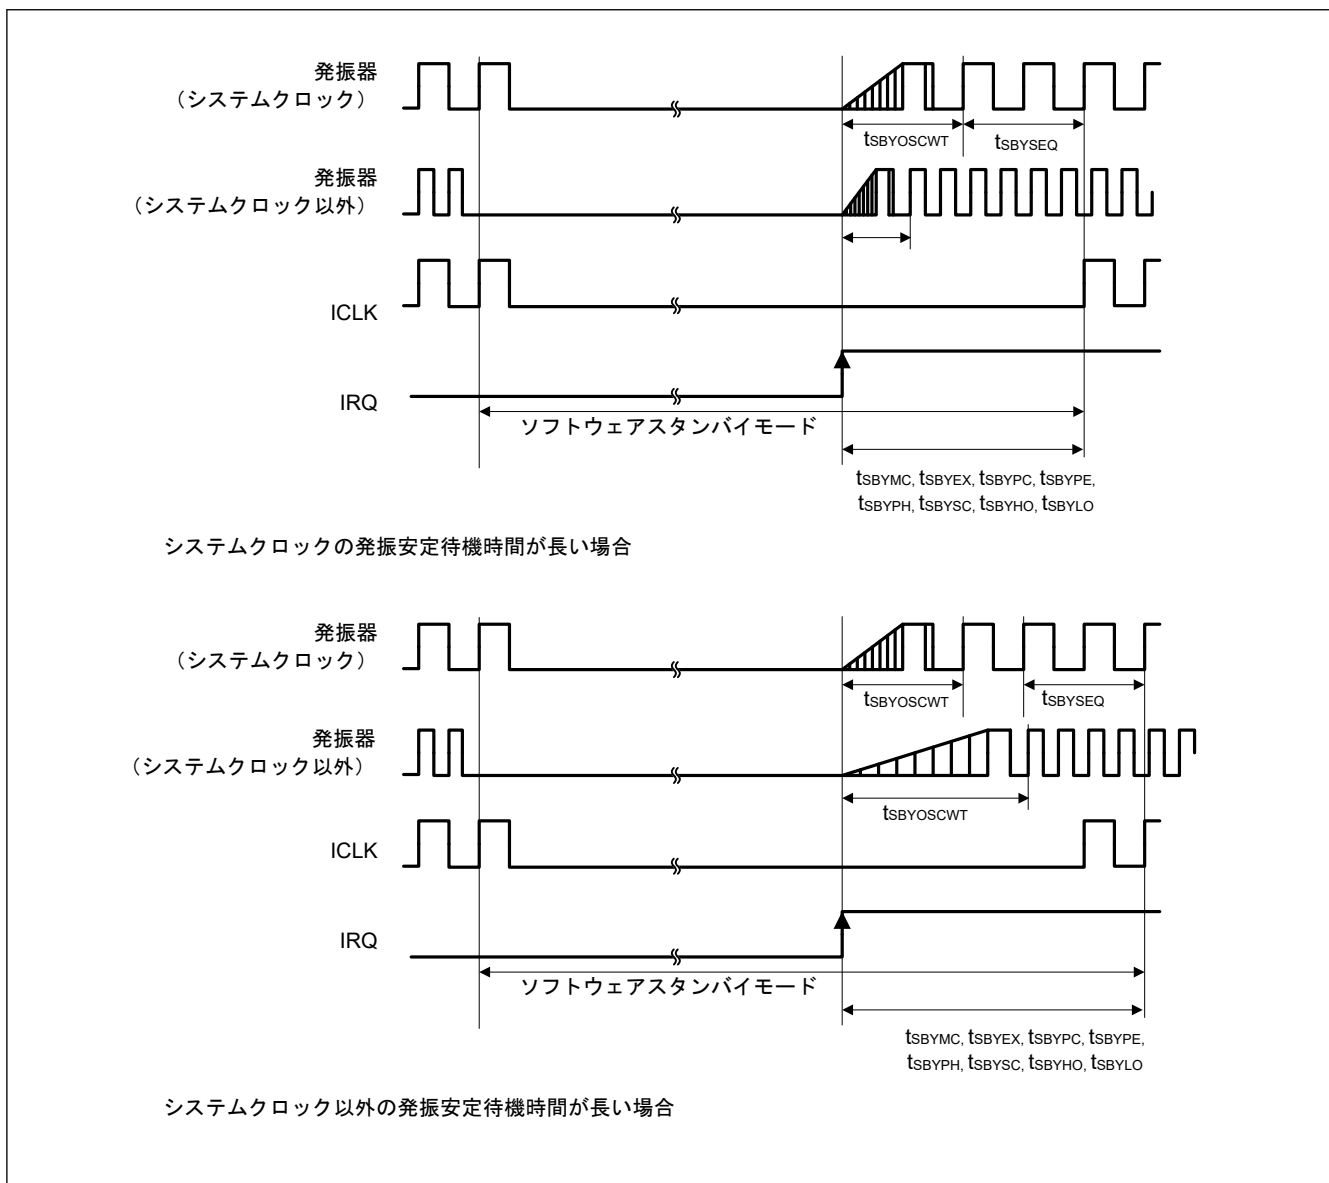 発振器
（システムクロック）
tSBYOSCWT
tSBYSEQ
発振器
（システムクロック以外）
ICLK
IRQ
ソフトウェアスタンバイモード
tSBYMC, tSBYEX, tSBYPC, tSBYPE,
tSBYPH, tSBYSC, tSBYHO, tSBYLO
システムクロックの発振安定待機時間が長い場合
発振器
（システムクロック）
tSBYOSCWT
tSBYSEQ
発振器
（システムクロック以外）
tSBYOSCWT
ICLK
IRQ
ソフトウェアスタンバイモード
tSBYMC, tSBYEX, tSBYPC, tSBYPE,
tSBYPH, tSBYSC, tSBYHO, tSBYLO
システムクロック以外の発振安定待機時間が長い場合